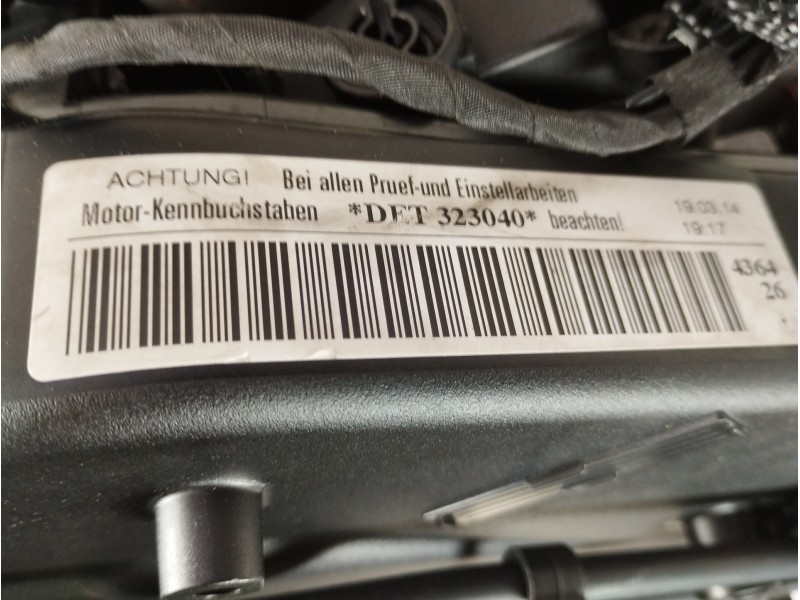 ACHTUNG! Bei allen Pruef-und Einstellarbeiten
Motor-Kennbuchstaben *DET 323040* beachten!
19.03.14
19:17
4364
26